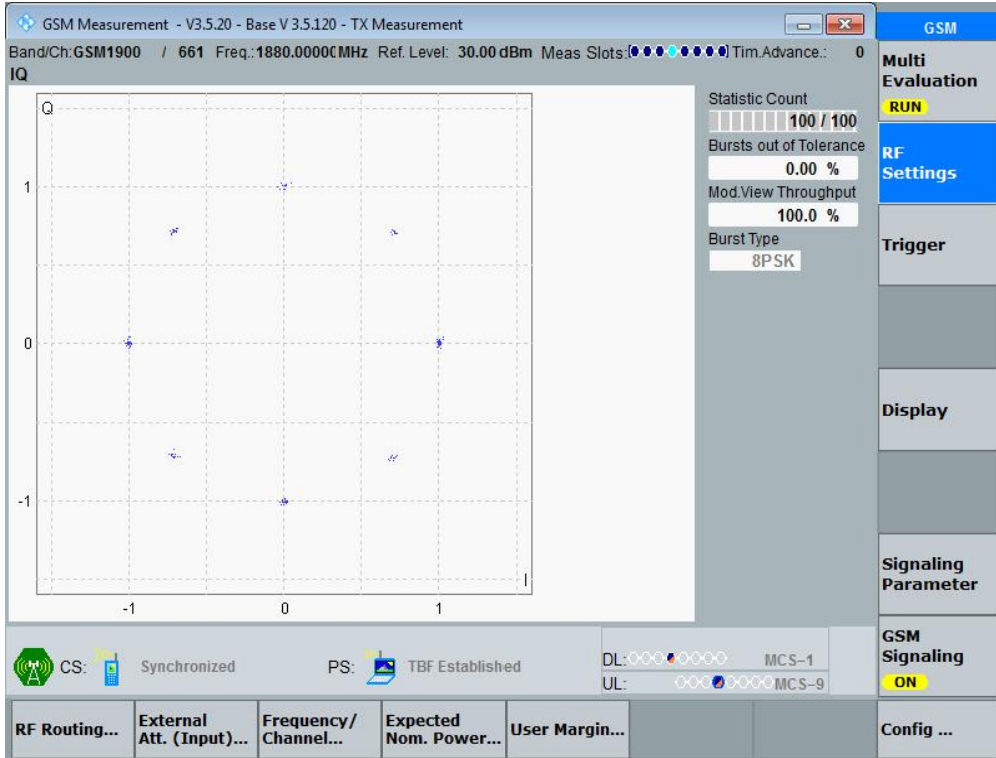 GSM Measurement - V3.5.20 - Base V 3.5.120 - TX Measurement
GSM
Band/Ch:GSM1900 / 661 Freq.:1880.00000MHz Ref. Level: 30.00 dBm Meas Slots: Tim.Advance.: 0
IQ
Multi
Evaluation
RUN
Q
Statistic Count
100 / 100
Bursts out of Tolerance
0.00 %
Mod.View Throughput
100.0 %
Burst Type
8PSK
RF
Settings
Trigger
Display
1
0
-1
I
-1 0 1
Signaling
Parameter
GSM
Signaling
ON
CS: Synchronized PS: TBF Established
DL: MCS-1
UL: MCS-9
RF Routing...
External
Att. (Input)...
Frequency/
Channel...
Expected
Nom. Power...
User Margin...
Config ...